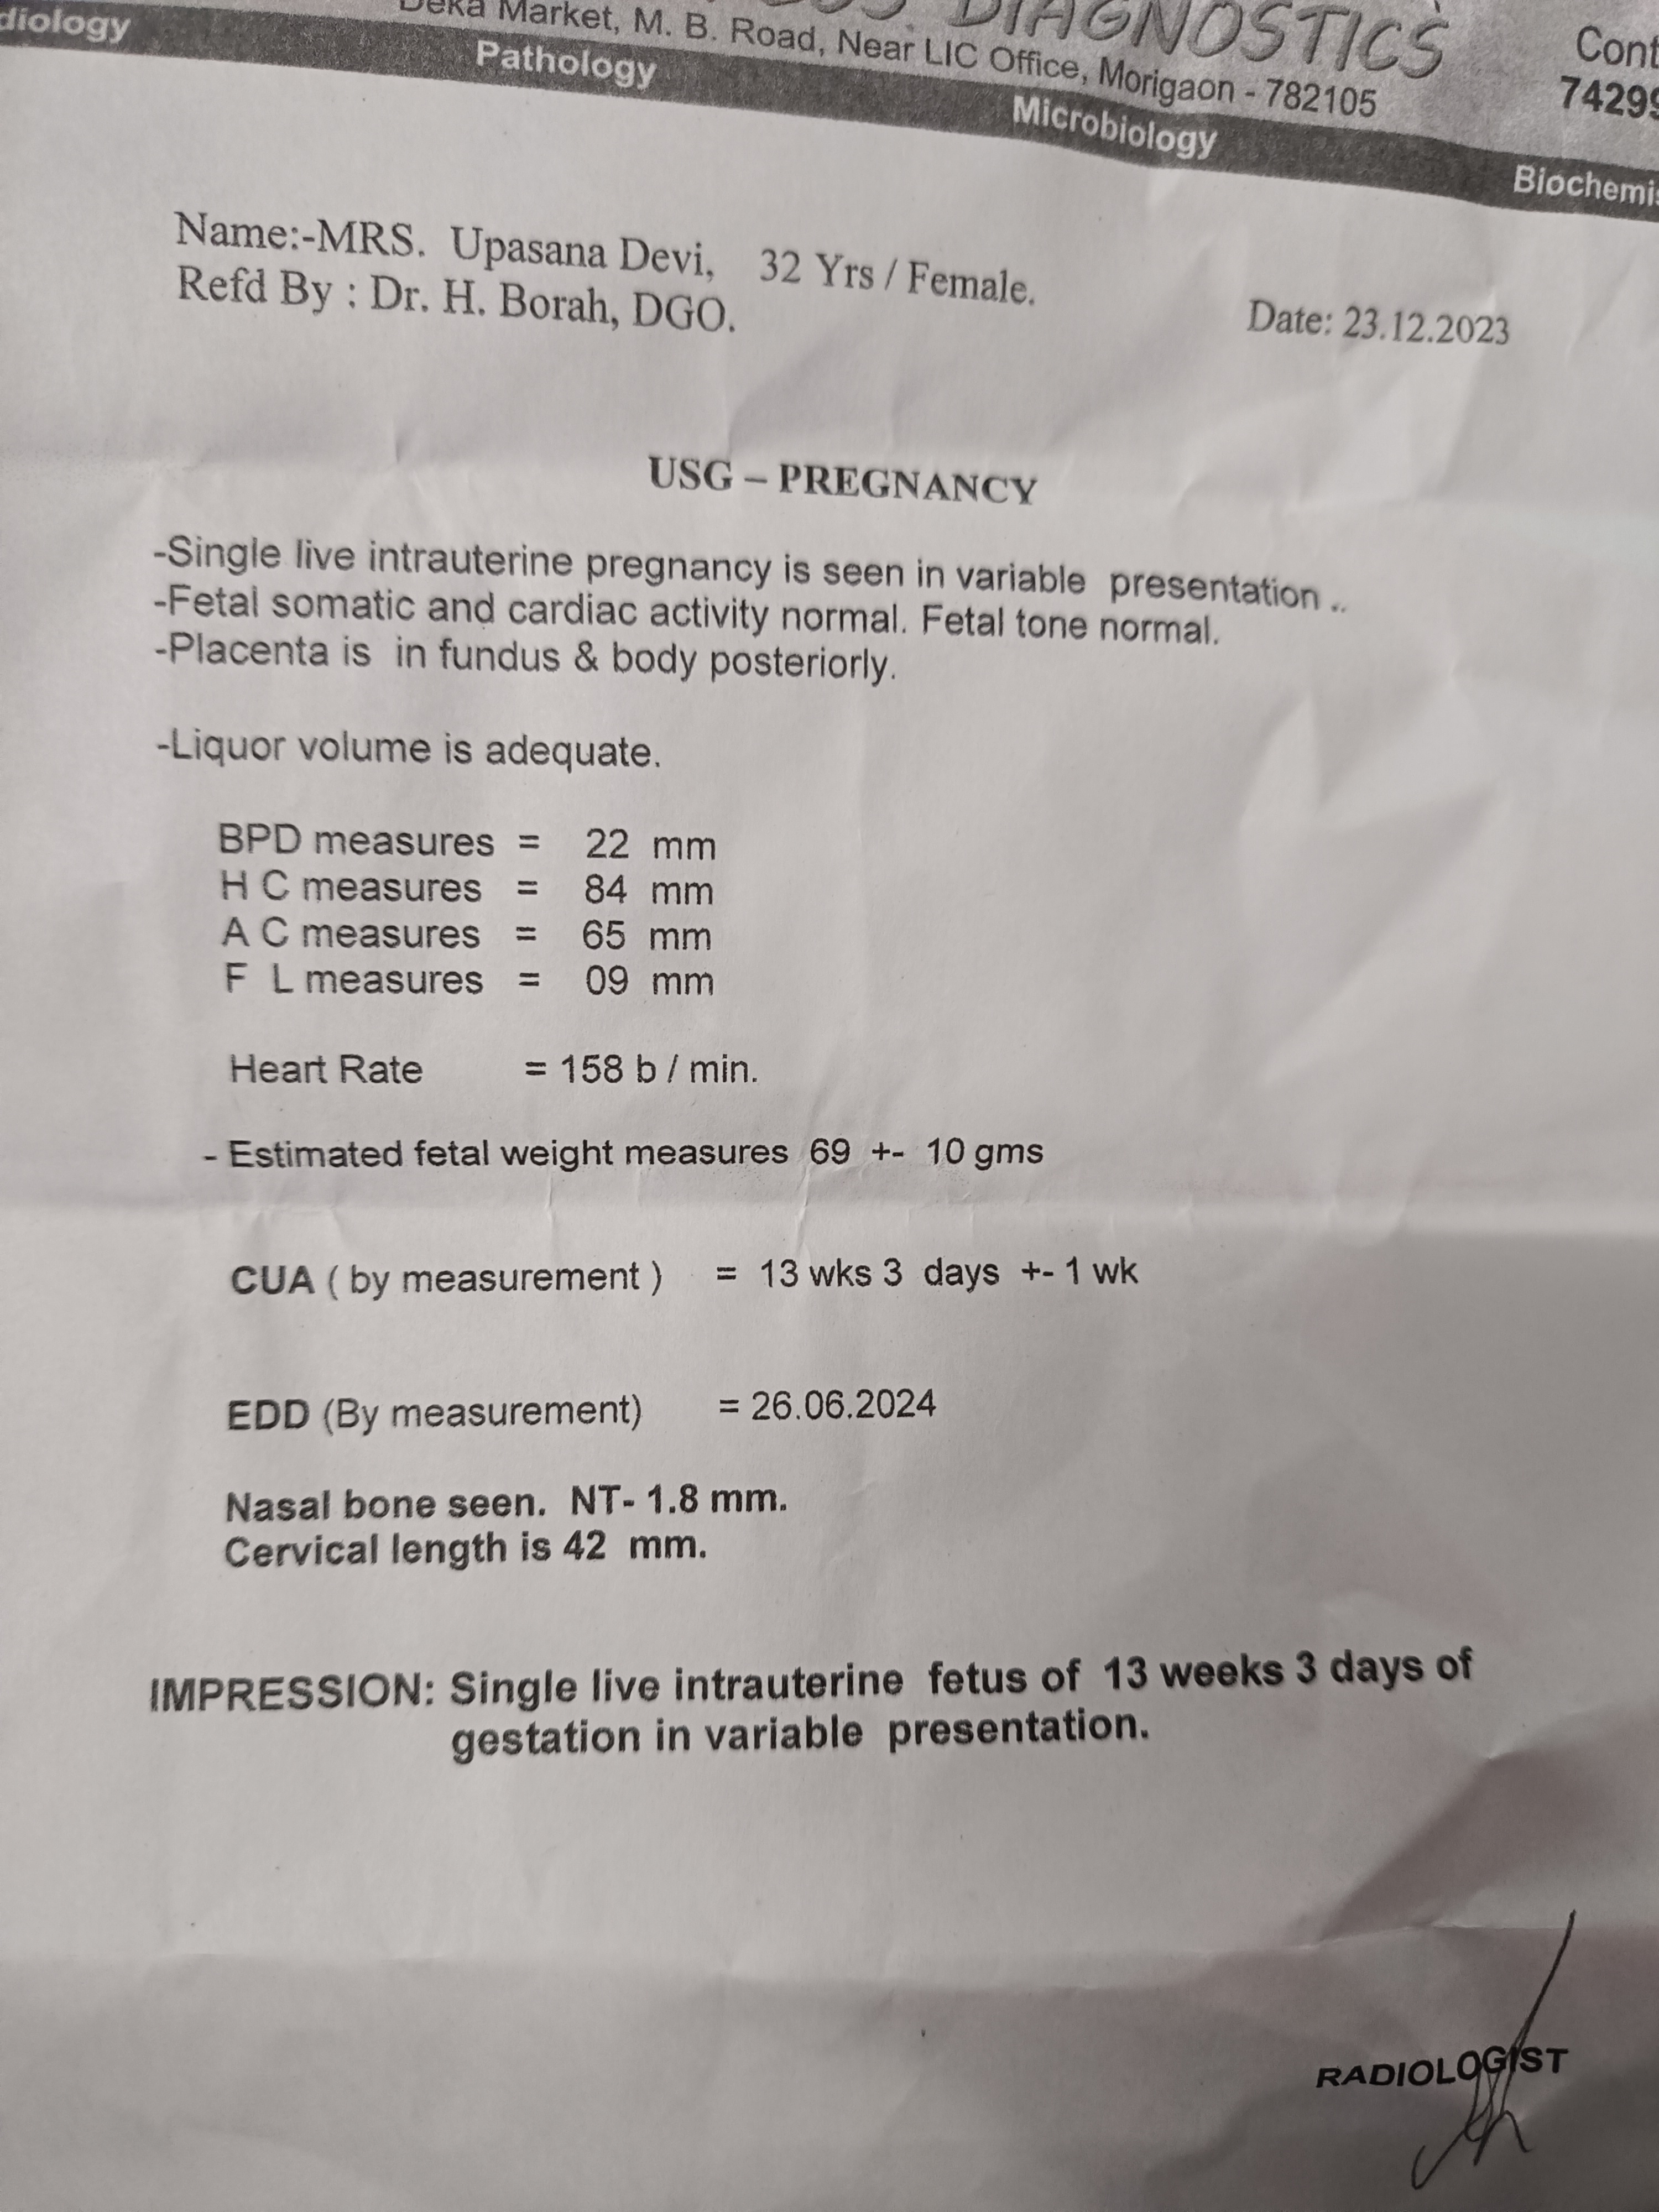 DIAGNOSTICS
Deka Market, M. B. Road, Near LIC Office, Morigaon - 782105
Pathology
Microbiology
Name:-MRS. Upasana Devi, 32 Yrs / Female.
Refd By : Dr. H. Borah, DGO.
Date: 23.12.2023
USG – PREGNANCY
-Single live intrauterine pregnancy is seen in variable presentation ..
-Fetal somatic and cardiac activity normal. Fetal tone normal.
-Placenta is in fundus & body posteriorly.
-Liquor volume is adequate.
BPD measures = 22 mm
H C measures = 84 mm
A C measures = 65 mm
F L measures = 09 mm
Heart Rate = 158 b / min.
- Estimated fetal weight measures 69 +- 10 gms
CUA ( by measurement ) = 13 wks 3 days +- 1 wk
EDD (By measurement) = 26.06.2024
Nasal bone seen. NT- 1.8 mm.
Cervical length is 42 mm.
IMPRESSION: Single live intrauterine fetus of 13 weeks 3 days of
gestation in variable presentation.
RADIOLOGIST